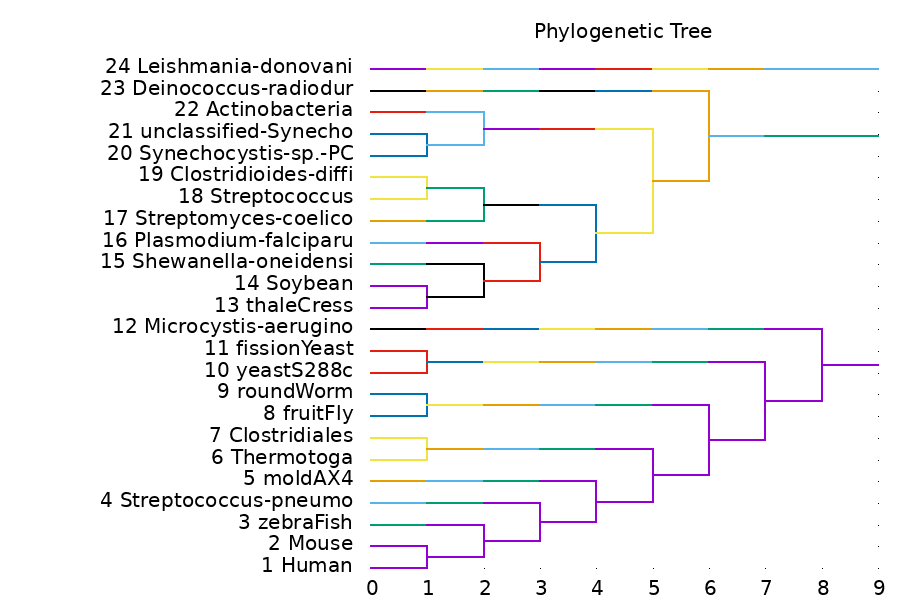 Phylogenetic Tree
24 Leishmania-donovani
23 Deinococcus-radiodur
22 Actinobacteria
21 unclassified-Synecho
20 Synechocystis-sp.-PC
19 Clostridioides-diffi
18 Streptococcus
17 Streptomyces-coelico
16 Plasmodium-falciparu
15 Shewanella-oneidensi
14 Soybean
13 thaleCress
12 Microcystis-aerugino
11 fissionYeast
10 yeastS288c
9 roundWorm
8 fruitFly
7 Clostridiales
6 Thermotoga
5 moldAX4
4 Streptococcus-pneumo
3 zebraFish
2 Mouse
1 Human
0 1 2 3 4 5 6 7 8 9